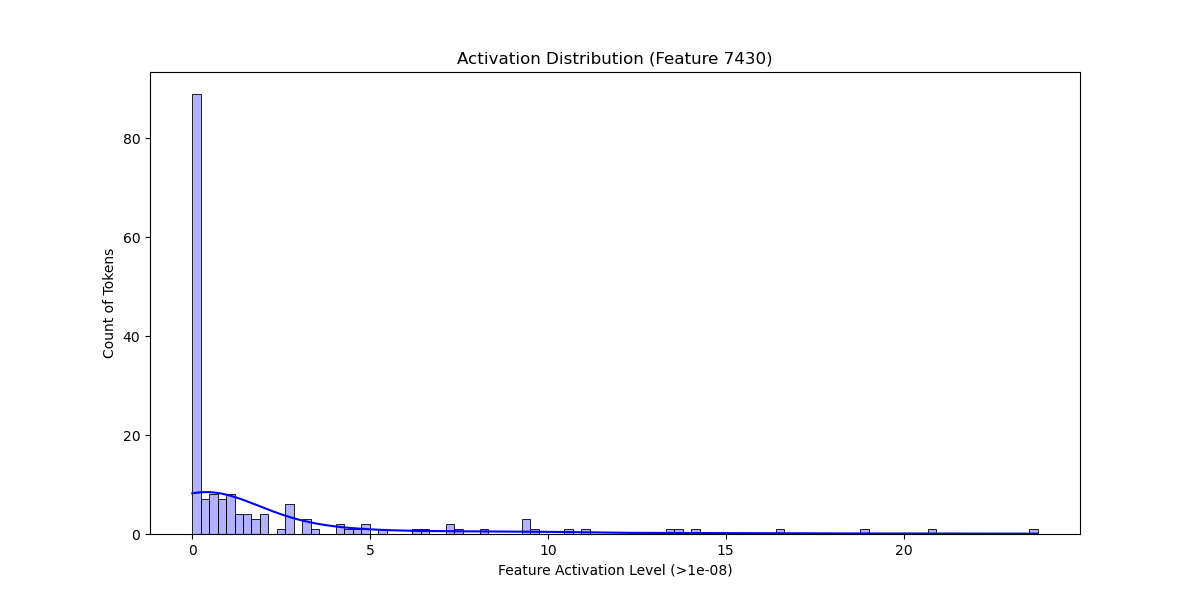 Activation Distribution (Feature 7430)
Count of Tokens
80
60
40
20
0
0 5 10 15 20
Feature Activation Level (>1e-08)